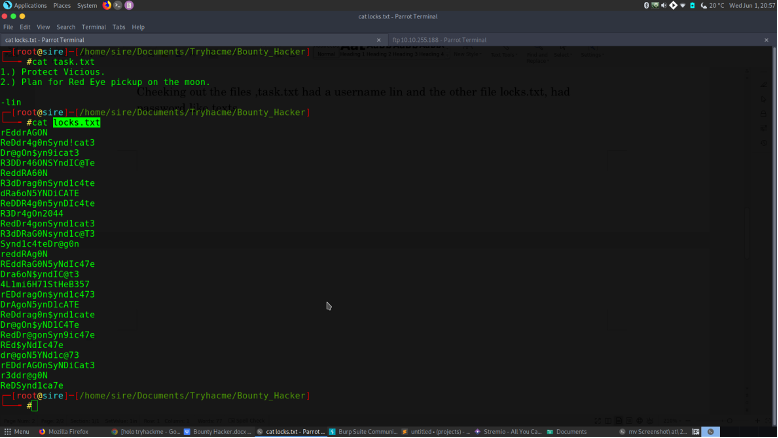 Applications Places System 20 °C Wed Jun 1, 20:57
cat locks.txt - Parrot Terminal
File Edit View Search Terminal Tabs Help
cat locks.txt - Parrot Terminal × ftp 10.10.255.188 - Parrot Terminal ×
┌─[root@sire]─[/home/sire/Documents/Tryhacme/Bounty_Hacker]
└──╼ #cat task.txt
1.) Protect Vicious.
2.) Plan for Red Eye pickup on the moon.
Checking out the files .task.txt had a username lin and the other file locks.txt, had
-lin
┌─[root@sire]─[/home/sire/Documents/Tryhacme/Bounty_Hacker]
└──╼ #cat locks.txt
rEddrAG0N
ReDdr4g0nSynd!cat3
Dr@gOn$yn9icat3
R3DDr46ONSYndIC@Te
ReddRA60N
R3dDrag0nSynd1c4te
dRa6oN5YNDiCATE
ReDDR4g0n5ynDIc4te
R3Dr4gOn2044
RedDr4gonSynd1cat3
R3dDRaG0Nsynd1c@T3
Synd1c4teDr@g0n
reddRAg0N
REddRaG0N5yNdIc47e
Dra6oN$yndIC@t3
4L1mi6H71StHeB357
rEDdragOn$ynd1c473
DrAgoN5ynD1cATE
ReDdrag0n$ynd1cate
Dr@gOn$yND1C4Te
RedDr@gonSyn9ic47e
REd$yNdIc47e
dr@goN5YNd1c@73
rEDdrAGOnSyNDiCat3
r3ddr@g0N
ReDSynd1ca7e
┌─[root@sire]─[/home/sire/Documents/Tryhacme/Bounty_Hacker]
└──╼ #
Menu Mozilla Firefox [helo tryhacme - Go... Bounty Hacker.docx ... cat locks.txt - Parrot ... Burp Suite Communi... untitled• (projects) - ... Stremio - All You Ca... Documents my Screenshot at 2...